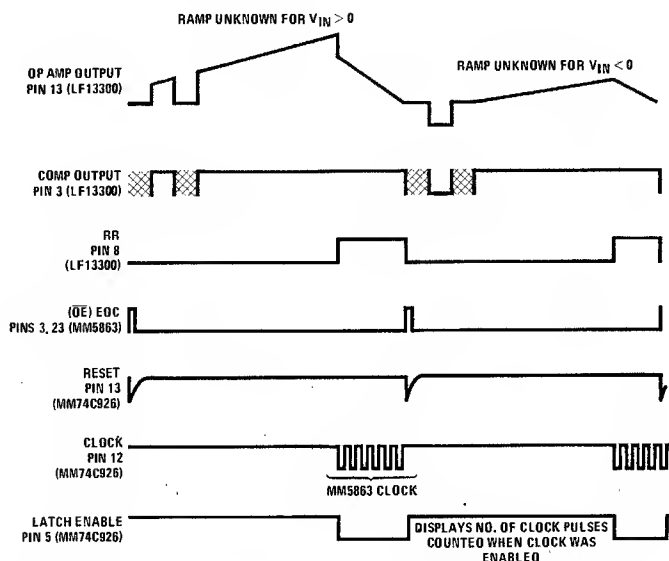 RAMP UNKNOWN FOR VIN > 0
RAMP UNKNOWN FOR VIN < 0
OP AMP OUTPUT
PIN 13 (LF13300)
COMP OUTPUT
PIN 3 (LF13300)
RR
PIN 8
(LF13300)
(OE) EOC
PINS 3, 23 (MM5863)
RESET
PIN 13
(MM74C926)
CLOCK
PIN 12
(MM74C926)
MM5863 CLOCK
LATCH ENABLE
PIN 5 (MM74C926)
DISPLAYS NO. OF CLOCK PULSES
COUNTED WHEN CLOCK WAS
ENABLED